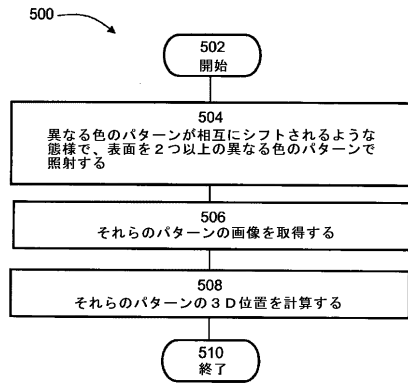 500
502
開始
504
異なる色のパターンが相互にシフトされるような
態様で、表面を2つ以上の異なる色のパターンで
照射する
506
それらのパターンの画像を取得する
508
それらのパターンの3D位置を計算する
510
終了